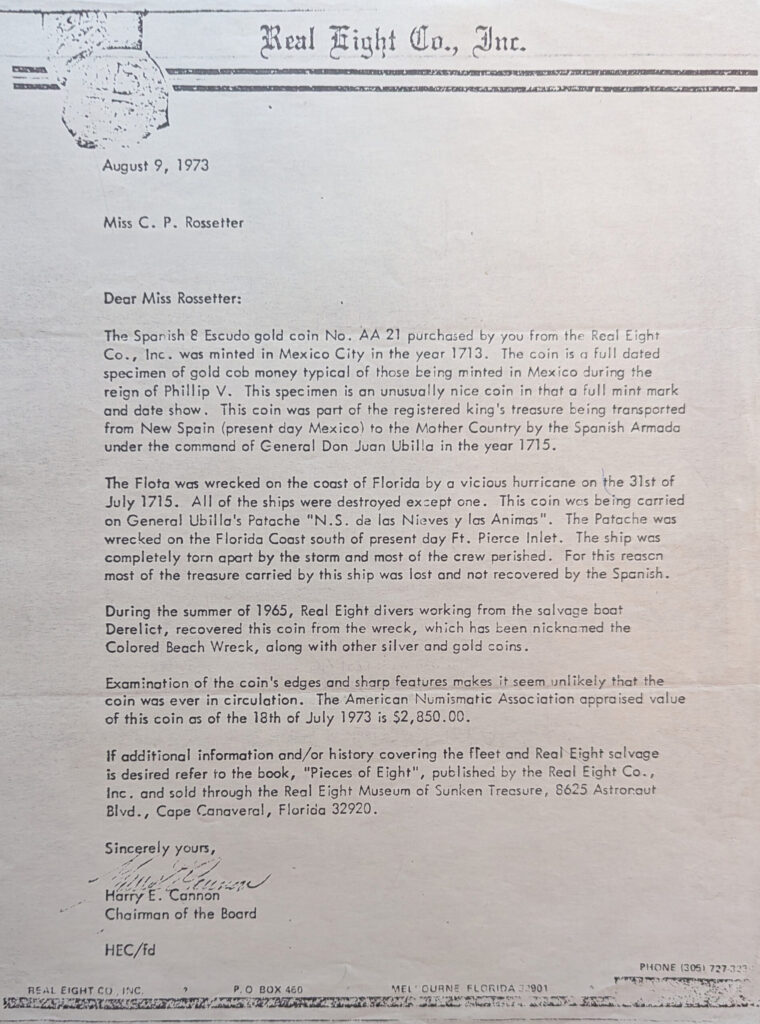 Real Eight Co., Inc.
August 9, 1973
Miss C. P. Rossetter
Dear Miss Rossetter:
The Spanish 8 Escudo gold coin No. AA 21 purchased by you from the Real Eight
Co., Inc. was minted in Mexico City in the year 1713. The coin is a full dated
specimen of gold cob money typical of those being minted in Mexico during the
reign of Phillip V. This specimen is an unusually nice coin in that a full mint mark
and date show. This coin was part of the registered king's treasure being transported
from New Spain (present day Mexico) to the Mother Country by the Spanish Armada
under the command of General Don Juan Ubilla in the year 1715.
The Flota was wrecked on the coast of Florida by a vicious hurricane on the 31st of
July 1715. All of the ships were destroyed except one. This coin was being carried
on General Ubilla's Patache "N.S. de las Nieves y las Animas". The Patache was
wrecked on the Florida Coast south of present day Ft. Pierce Inlet. The ship was
completely torn apart by the storm and most of the crew perished. For this reason
most of the treasure carried by this ship was lost and not recovered by the Spanish.
During the summer of 1965, Real Eight divers working from the salvage boat
Derelict, recovered this coin from the wreck, which has been nicknamed the
Colored Beach Wreck, along with other silver and gold coins.
Examination of the coin's edges and sharp features makes it seem unlikely that the
coin was ever in circulation. The American Numismatic Association appraised value
of this coin as of the 18th of July 1973 is $2,850.00.
If additional information and/or history covering the fleet and Real Eight salvage
is desired refer to the book, "Pieces of Eight", published by the Real Eight Co.,
Inc. and sold through the Real Eight Museum of Sunken Treasure, 8625 Astronaut
Blvd., Cape Canaveral, Florida 32920.
Sincerely yours,
Harry E. Cannon
Chairman of the Board
HEC/fd
PHONE (305) 727-323
REAL EIGHT CO., INC. P.O BOX 460 MELBOURNE FLORIDA 32901